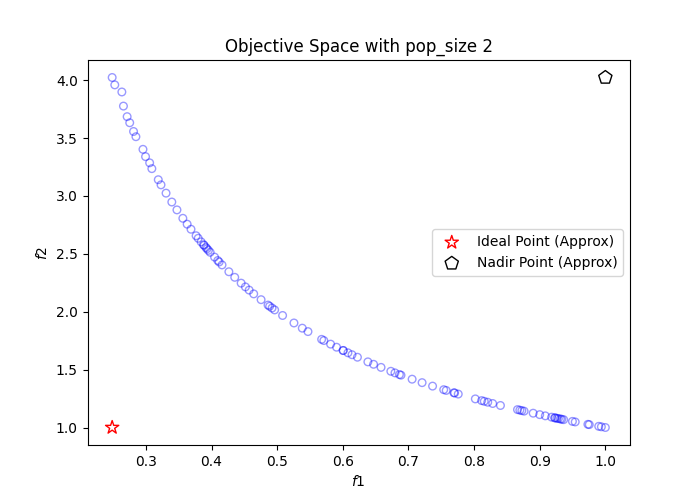 Objective Space with pop_size 2
4.0
3.5
3.0
2.5
2.0
1.5
1.0
f2
Ideal Point (Approx)
Nadir Point (Approx)
0.3 0.4 0.5 0.6 0.7 0.8 0.9 1.0
f1